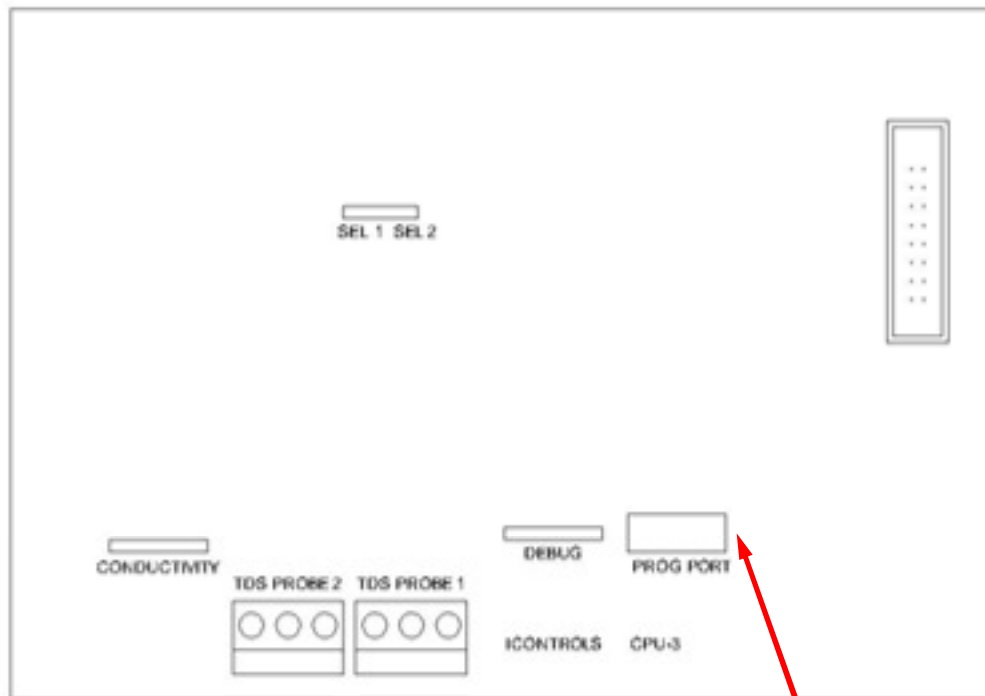 SEL 1 SEL 2
CONDUCTIVITY
DEBUG
PROG PORT
TDS PROBE 2 TDS PROBE 1
ICONTROLS CPU-3